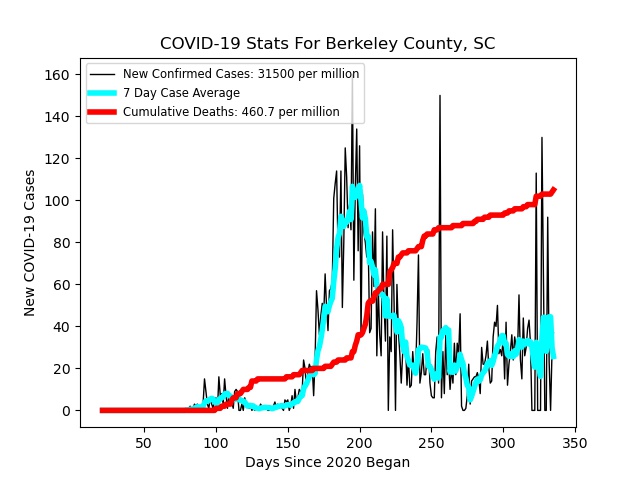 COVID-19 Stats For Berkeley County, SC
New Confirmed Cases: 31500 per million
7 Day Case Average
Cumulative Deaths: 460.7 per million
New COVID-19 Cases
160
140
120
100
80
60
40
20
0
50
100
150
200
250
300
350
Days Since 2020 Began